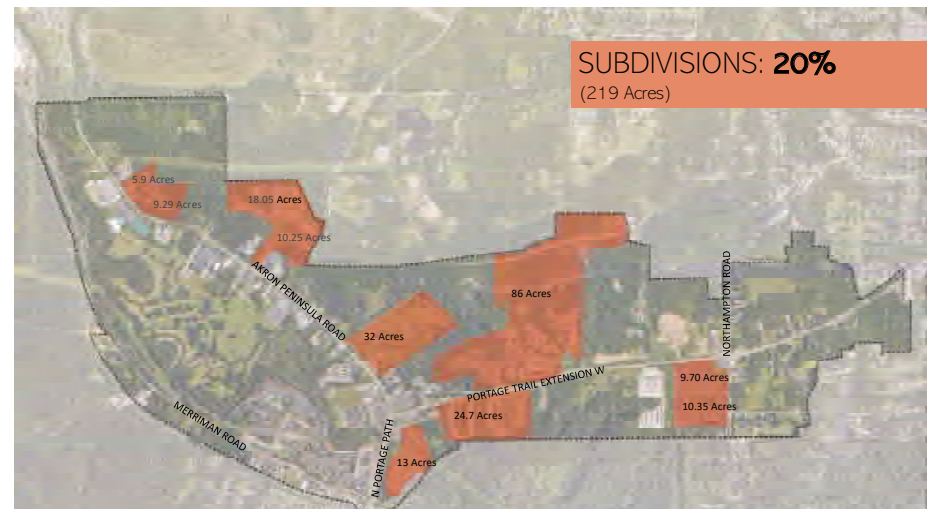 SUBDIVISIONS: 20%
(219 Acres)
5.9 Acres
9.29 Acres
18.05 Acres
10.25 Acres
AKRON PENINSULA ROAD
86 Acres
NORTHAMPTON ROAD
32 Acres
PORTAGE TRAIL EXTENSION W
9.70 Acres
10.35 Acres
24.7 Acres
MERRIMAN ROAD
N PORTAGE PATH
13 Acres